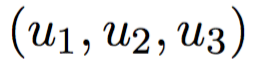 (u₁, u₂, u₃)